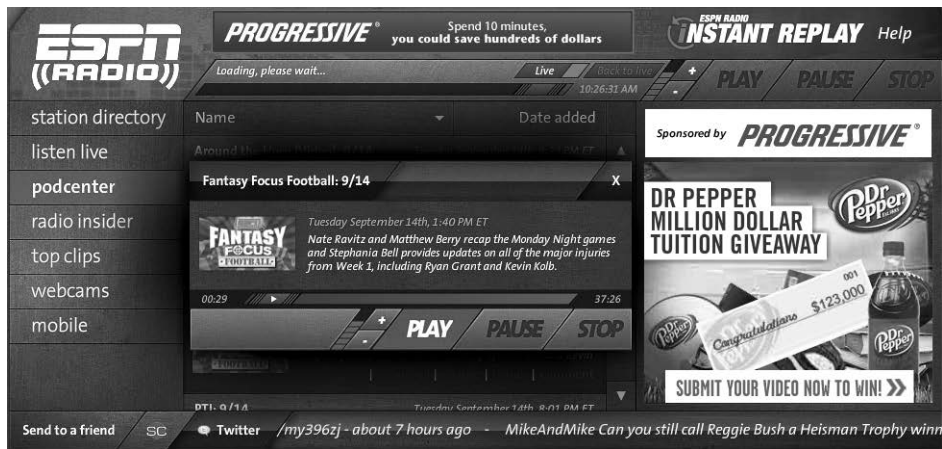 ESPN
((RADIO))
PROGRESSIVE®
Spend 10 minutes,
you could save hundreds of dollars
ESPN RADIO
INSTANT REPLAY
Help
Loading, please wait...
Live
Back to live
10:26:31 AM
+
-
PLAY
PAUSE
STOP
station directory
listen live
podcenter
radio insider
top clips
webcams
mobile
Name
Date added
Around the
Fantasy Focus Football: 9/14
X
FANTASY
FOCUS
FOOTBALL
Tuesday September 14th, 1:40 PM ET
Nate Ravitz and Matthew Berry recap the Monday Night games
and Stephania Bell provides updates on all of the major injuries
from Week 1, including Ryan Grant and Kevin Kolb.
00:29
37:26
+
-
PLAY
PAUSE
STOP
PTI: 9/14
Tuesday September 14th, 8:01 PM ET
Sponsored by
PROGRESSIVE®
DR PEPPER
MILLION DOLLAR
TUITION GIVEAWAY
Dr Pepper
001
$123,000
Congratulations
Dr Pepper
Dr Pepper
SUBMIT YOUR VIDEO NOW TO WIN! >>
Send to a friend
SC
Twitter
/my396zj - about 7 hours ago - MikeAndMike Can you still call Reggie Bush a Heisman Trophy winn